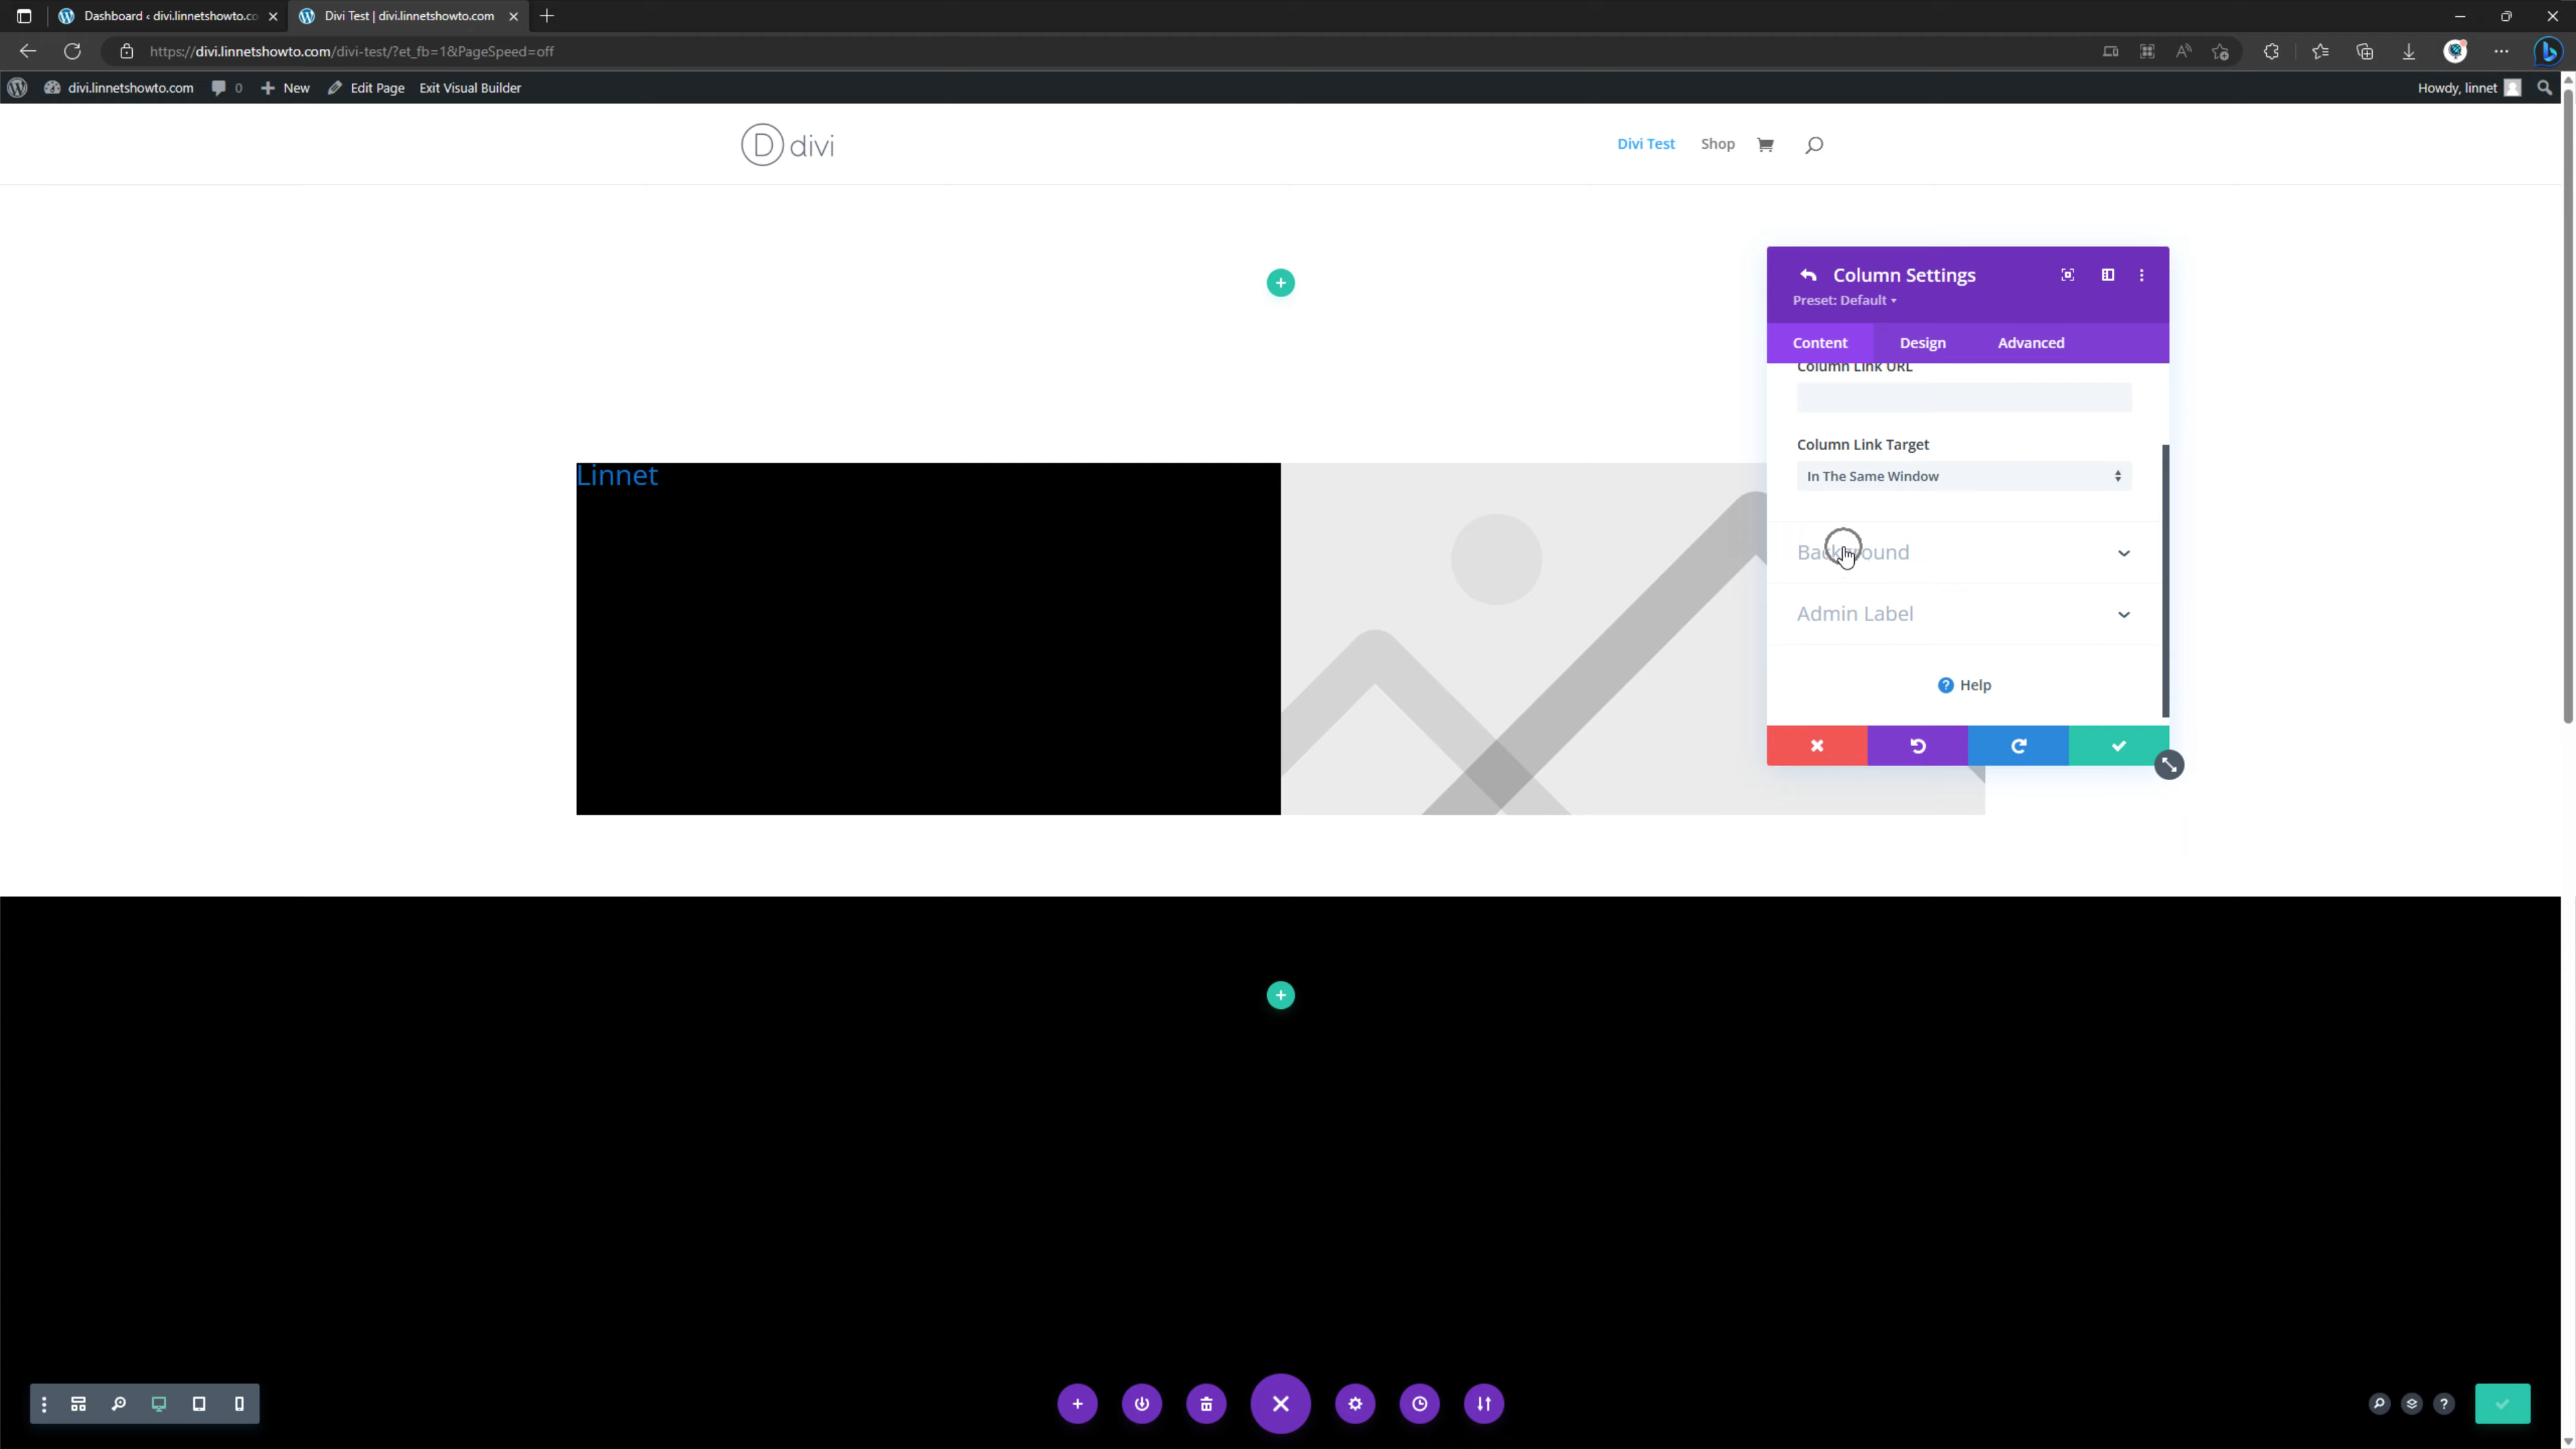 Dashboard ‹ divi.linnetshowto.co
Divi Test | divi.linnetshowto.com
https://divi.linnetshowto.com/divi-test/?et_fb=1&PageSpeed=off
divi.linnetshowto.com 0 New Edit Page Exit Visual Builder
Howdy, linnet
D divi
Divi Test Shop
Column Settings
Preset: Default
Content Design Advanced
Column Link URL
Linnet
Column Link Target
In The Same Window
Background
Admin Label
? Help
?